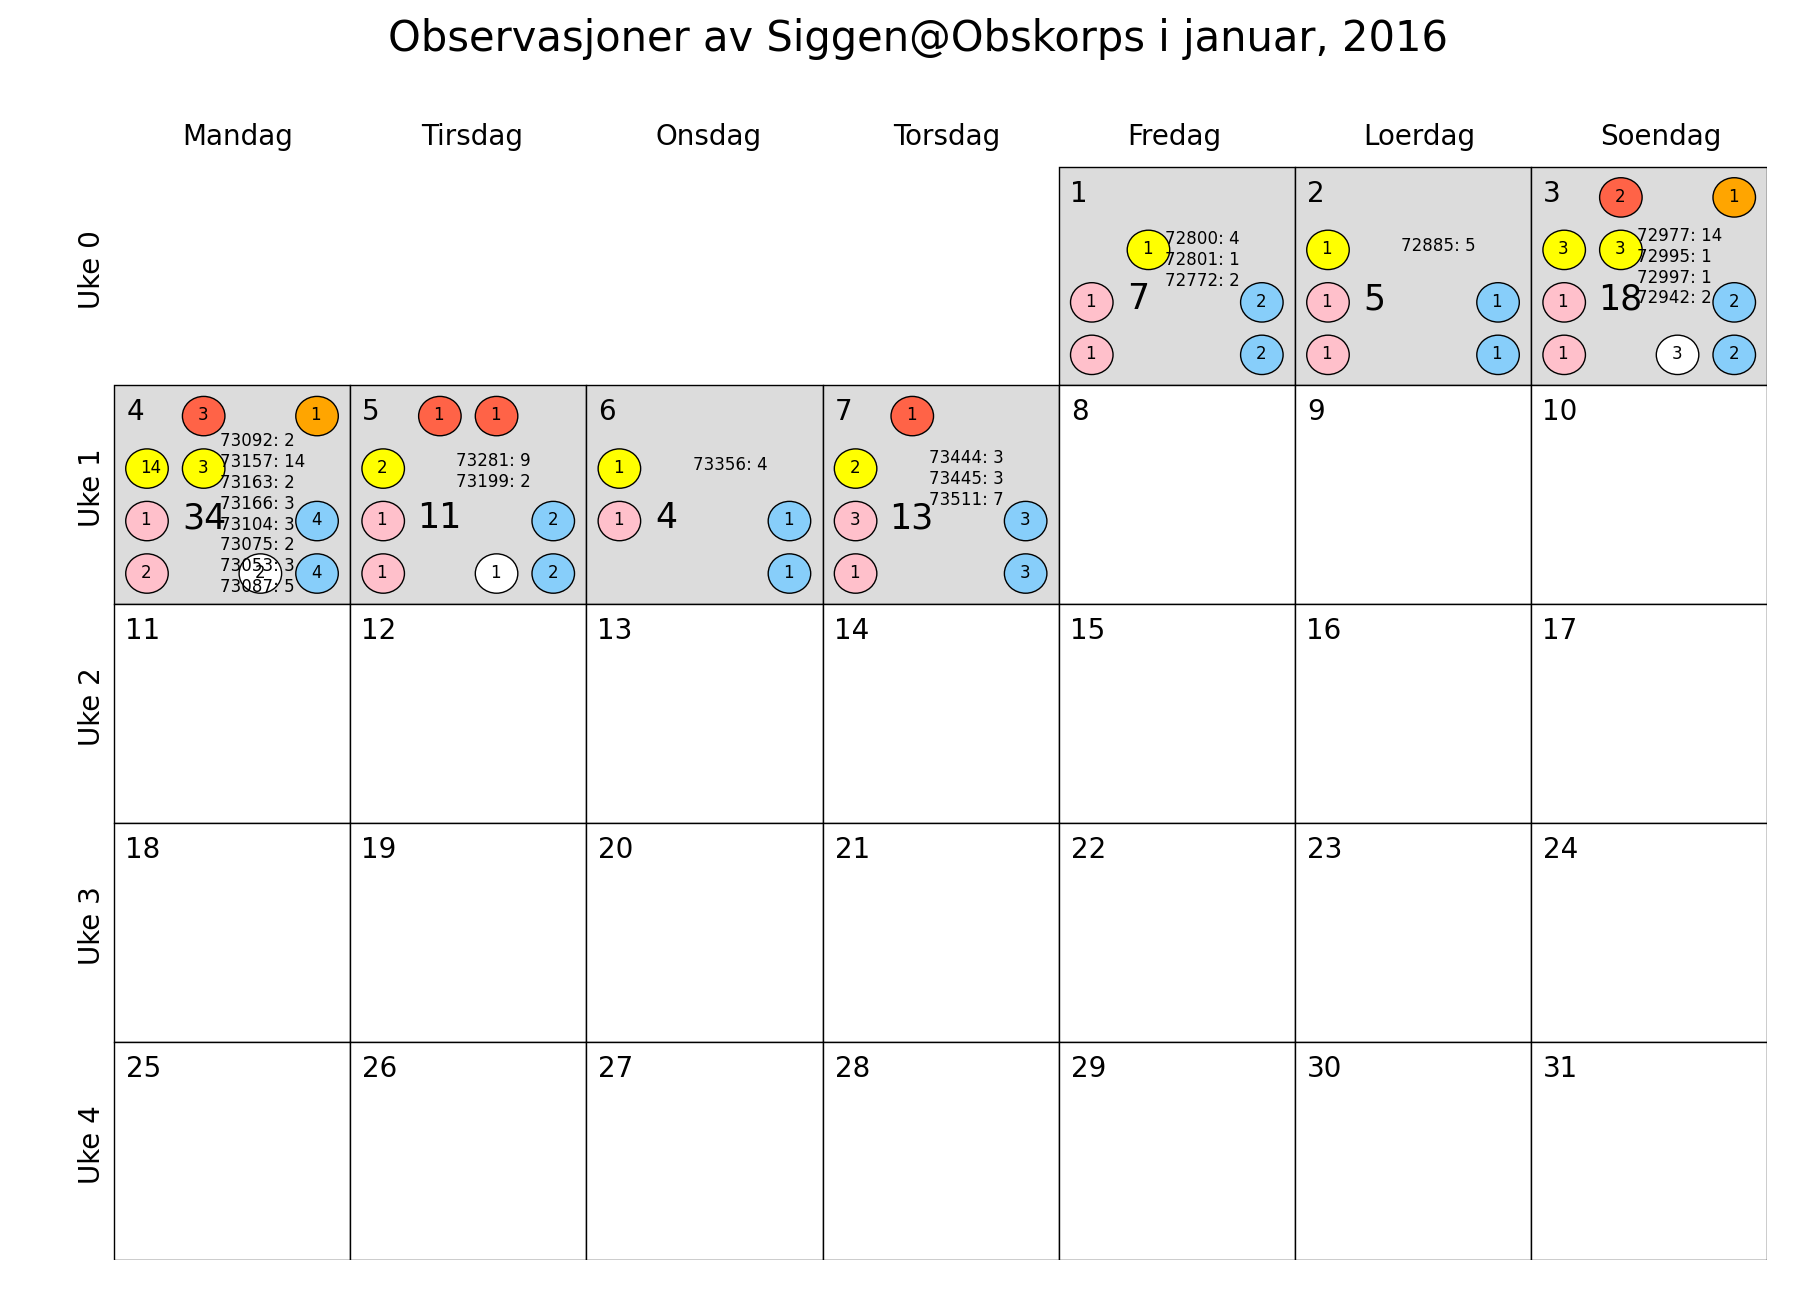 Observasjoner av Siggen@Obskorps i januar, 2016
Mandag Tirsdag Onsdag Torsdag Fredag Loerdag Soendag
Uke 0
1
1
72800: 4
72801: 1
72772: 2
1 7 2
1 2
2
1
72885: 5
1 5 1
1 1
3 2 1
3 3
72977: 14
72995: 1
72997: 1
72942: 2
1 18 2
1 3 2
Uke 1
4 3 1
14 3
73092: 2
73157: 14
73163: 2
73166: 3
73104: 3
73075: 2
73053: 3
73087: 5
1 34 4
2 2 4
5 1 1
2
73281: 9
73199: 2
1 11 2
1 1 2
6
1
73356: 4
1 4 1
1
7 1
2
73444: 3
73445: 3
73511: 7
3 13 3
1 3
8 9 10
Uke 2
11 12 13 14 15 16 17
Uke 3
18 19 20 21 22 23 24
Uke 4
25 26 27 28 29 30 31